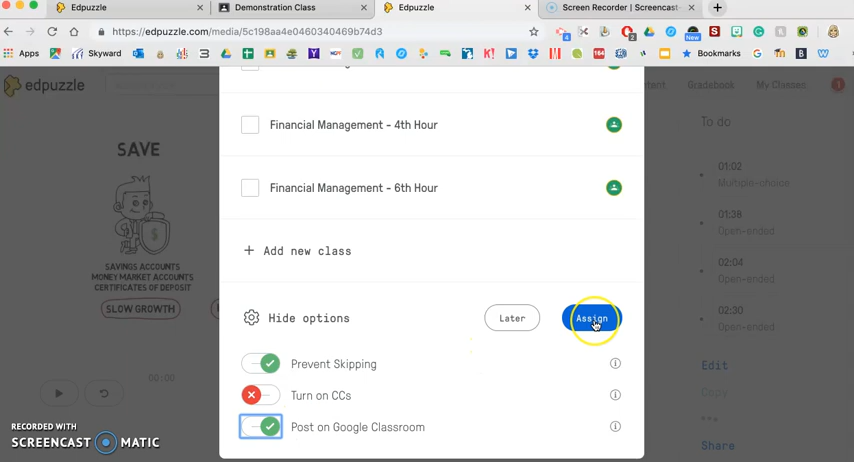 Edpuzzle
Demonstration Class
Edpuzzle
Screen Recorder | Screencast-
https://edpuzzle.com/media/5c198aa4e0460340469b74d3
Apps
Skyward
Bookmarks
edpuzzle
Gradebook
My Classes
1
Financial Management - 4th Hour
Financial Management - 6th Hour
+ Add new class
Hide options
Later
Assign
Prevent Skipping
Turn on CCs
Post on Google Classroom
SAVE
SAVINGS ACCOUNTS
MONEY MARKET ACCOUNTS
CERTIFICATES OF DEPOSIT
SLOW GROWTH
00:00
To do
01:02
Multiple-choice
01:38
Open-ended
02:04
Open-ended
02:30
Open-ended
Edit
Copy
Share
RECORDED WITH
SCREENCAST MATIC